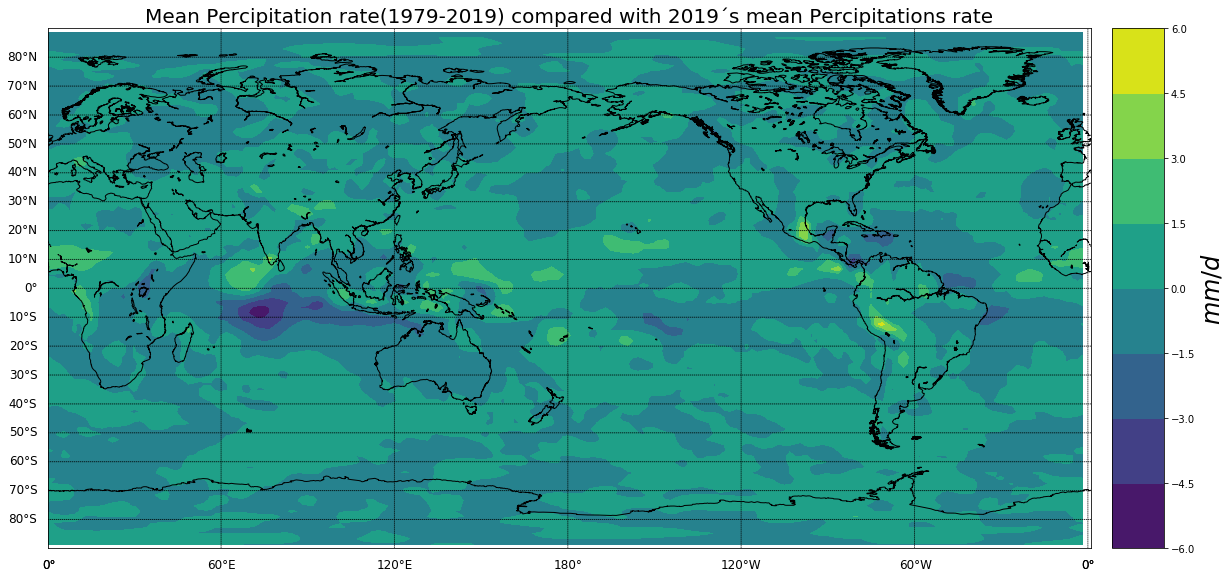 Mean Percipitation rate(1979-2019) compared with 2019´s mean Percipitations rate
80°N
70°N
60°N
50°N
40°N
30°N
20°N
10°N
0°
10°S
20°S
30°S
40°S
50°S
60°S
70°S
80°S
0° 60°E 120°E 180° 120°W 60°W 0°
6.0
4.5
3.0
1.5
0.0
−1.5
−3.0
−4.5
−6.0
mm/d